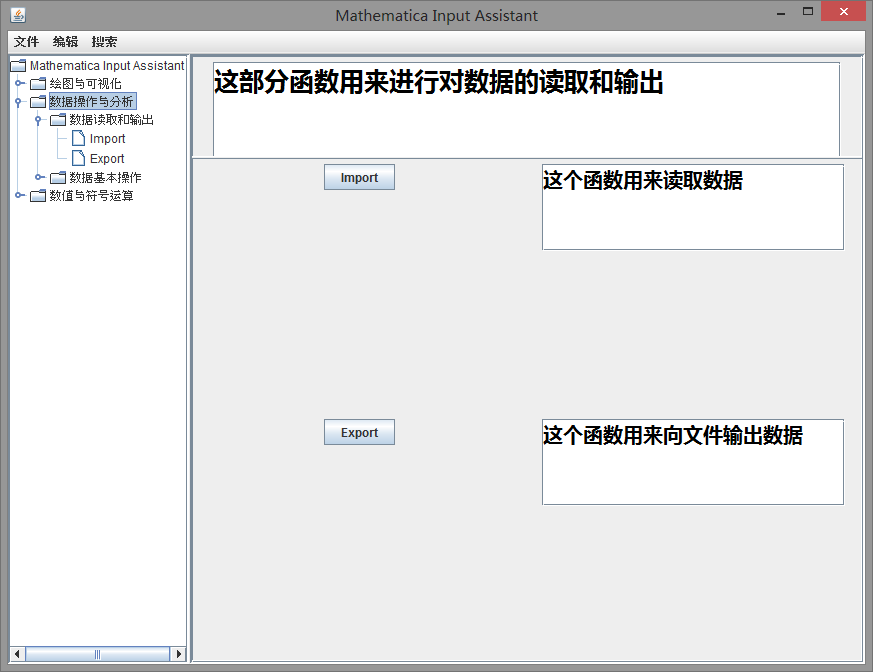 Mathematica Input Assistant
文件 编辑 搜索
Mathematica Input Assistant
绘图与可视化
数据操作与分析
数据读取和输出
Import
Export
数据基本操作
数值与符号运算
这部分函数用来进行对数据的读取和输出
Import
这个函数用来读取数据
Export
这个函数用来向文件输出数据